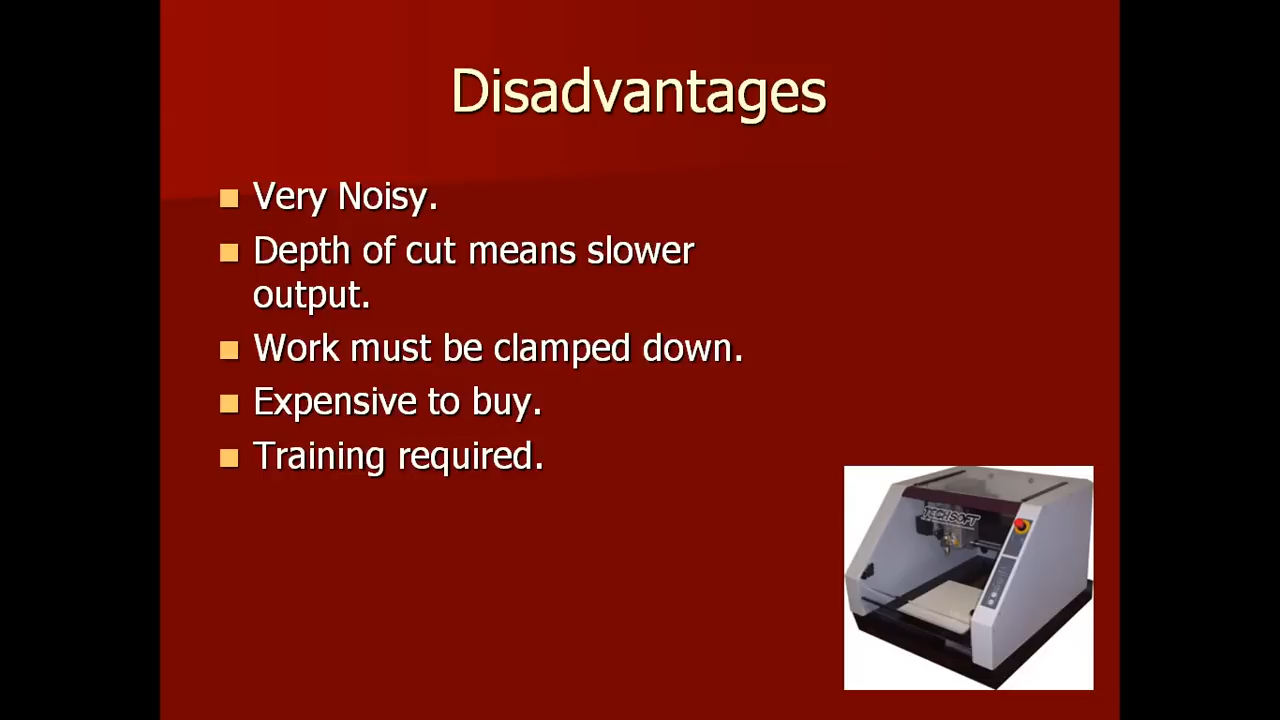 Disadvantages
Very Noisy.
Depth of cut means slower
output.
Work must be clamped down.
Expensive to buy.
Training required.
TECHSOFT